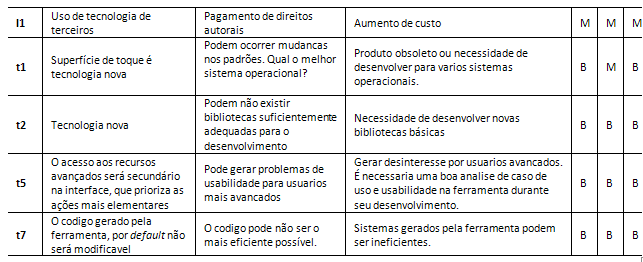 l1 Uso de tecnologia de terceiros Pagamento de direitos autorais Aumento de custo M M M
t1 Superfície de toque é tecnologia nova Podem ocorrer mudancas nos padrões. Qual o melhor sistema operacional? Produto obsoleto ou necessidade de desenvolver para varios sistemas operacionais. B M B
t2 Tecnologia nova Podem não existir bibliotecas suficientemente adequadas para o desenvolvimento Necessidade de desenvolver novas bibliotecas básicas B B B
t5 O acesso aos recursos avançados será secundário na interface, que prioriza as ações mais elementares Pode gerar problemas de usabilidade para usuarios mais avançados Gerar desinteresse por usuarios avançados. É necessaria uma boa analise de caso de uso e usabilidade na ferramenta durante seu desenvolvimento. B B B
t7 O codigo gerado pela ferramenta, por default não será modificavel O codigo pode não ser o mais eficiente possível. Sistemas gerados pela ferramenta podem ser ineficientes. B B B